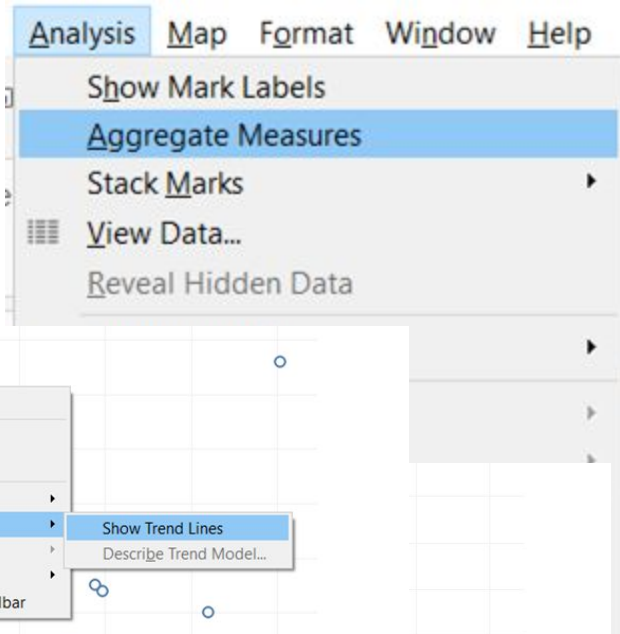 Analysis Map Format Window Help
Show Mark Labels
Aggregate Measures
Stack Marks
View Data...
Reveal Hidden Data
Show Trend Lines
Describe Trend Model...